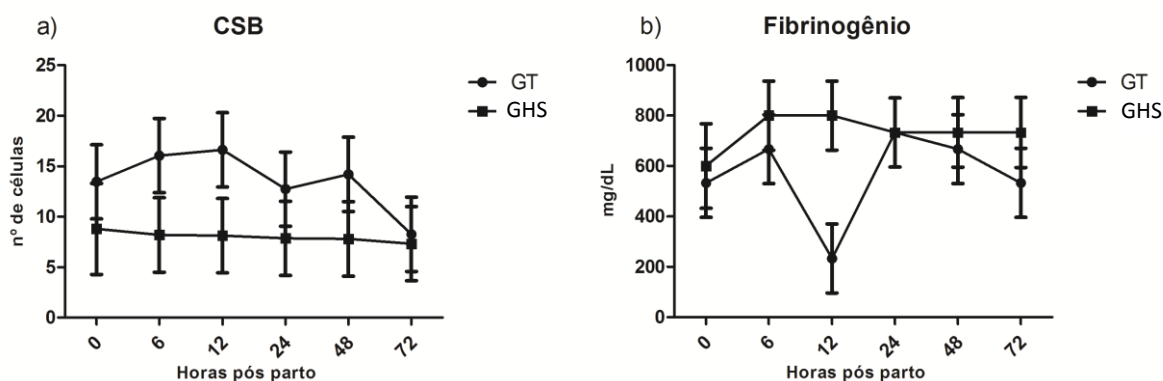 a) CSB
nº de células
25
20
15
10
5
0
0 6 12 24 48 72
Horas pós parto
GT
GHS
b) Fibrinogênio
mg/dL
1000
800
600
400
200
0
0 6 12 24 48 72
Horas pós parto
GT
GHS